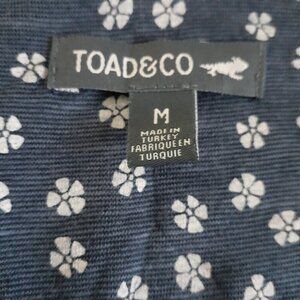 TOAD&CO
M
MADE IN
TURKEY
FABRIQUE EN
TURQUIE